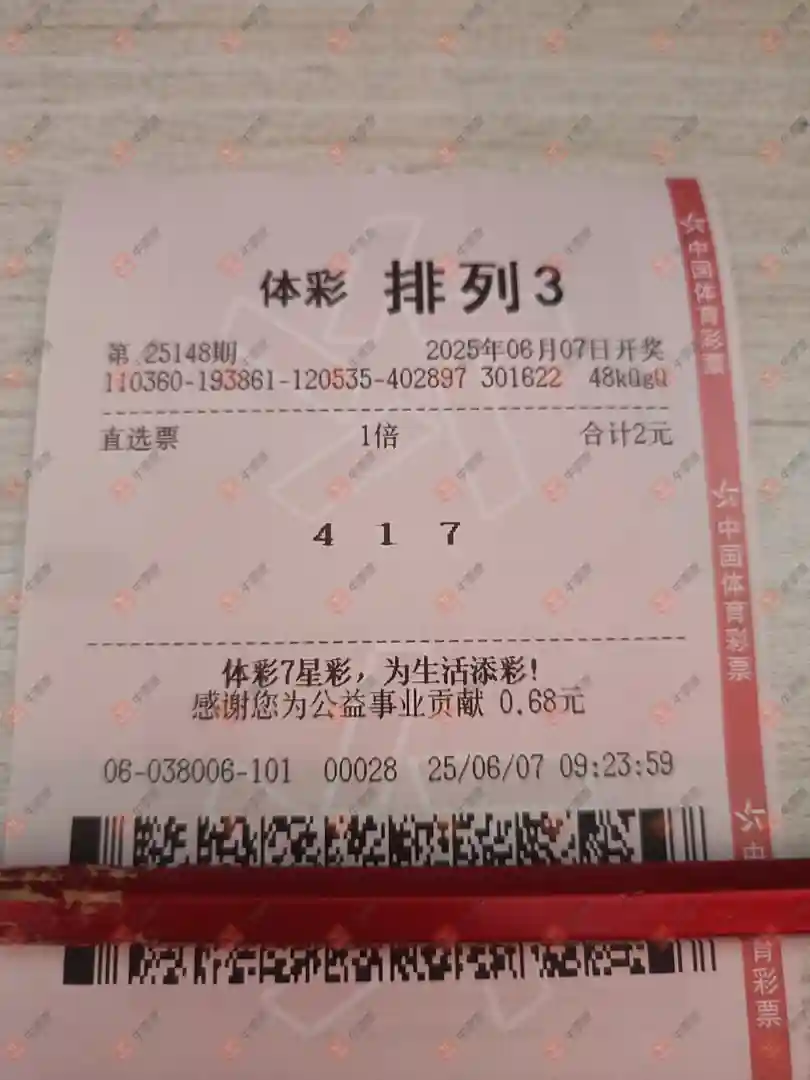 体彩 排列3
第 25148期 2025年06月07日开奖
110360-193861-120535-402897 301622 48kQgQ
直选票 1倍 合计2元
4 1 7
体彩7星彩，为生活添彩！
感谢您为公益事业贡献 0.68元
06-038006-101 00028 25/06/07 09:23:59
中国体育彩票
中国体育彩票
中
育彩票